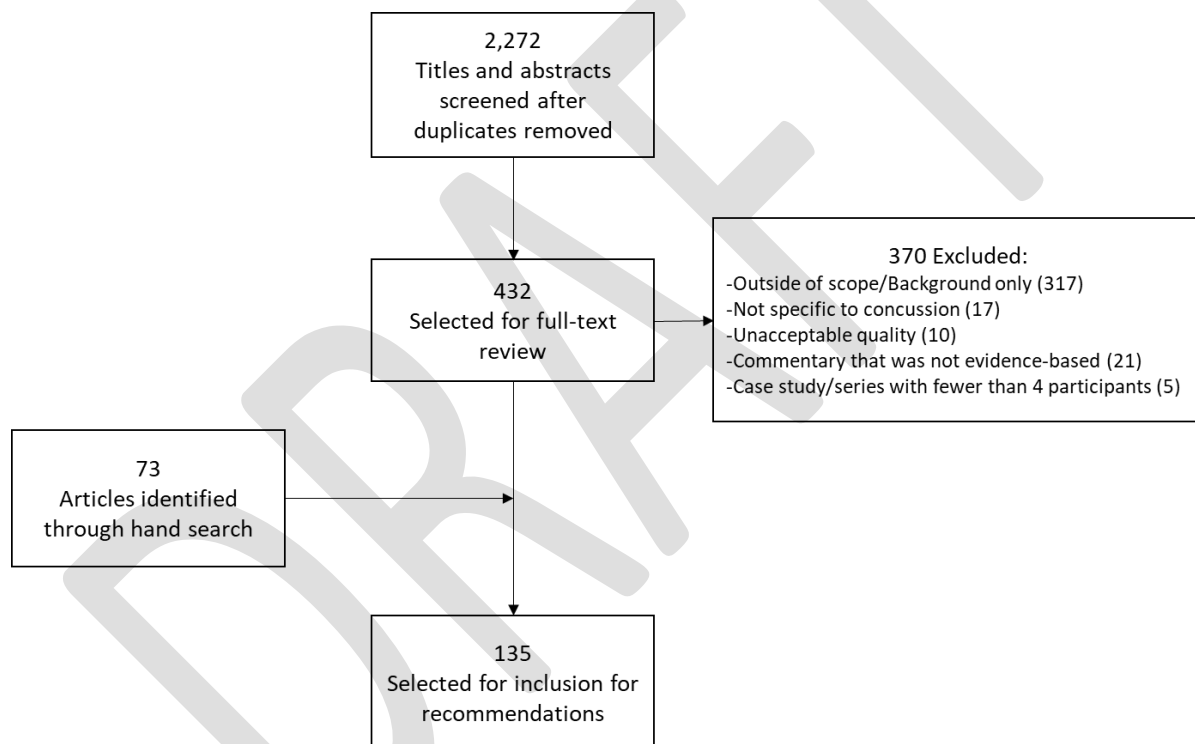 2,272
Titles and abstracts
screened after
duplicates removed
432
Selected for full-text
review
370 Excluded:
-Outside of scope/Background only (317)
-Not specific to concussion (17)
-Unacceptable quality (10)
-Commentary that was not evidence-based (21)
-Case study/series with fewer than 4 participants (5)
73
Articles identified
through hand search
135
Selected for inclusion for
recommendations
DRAFT